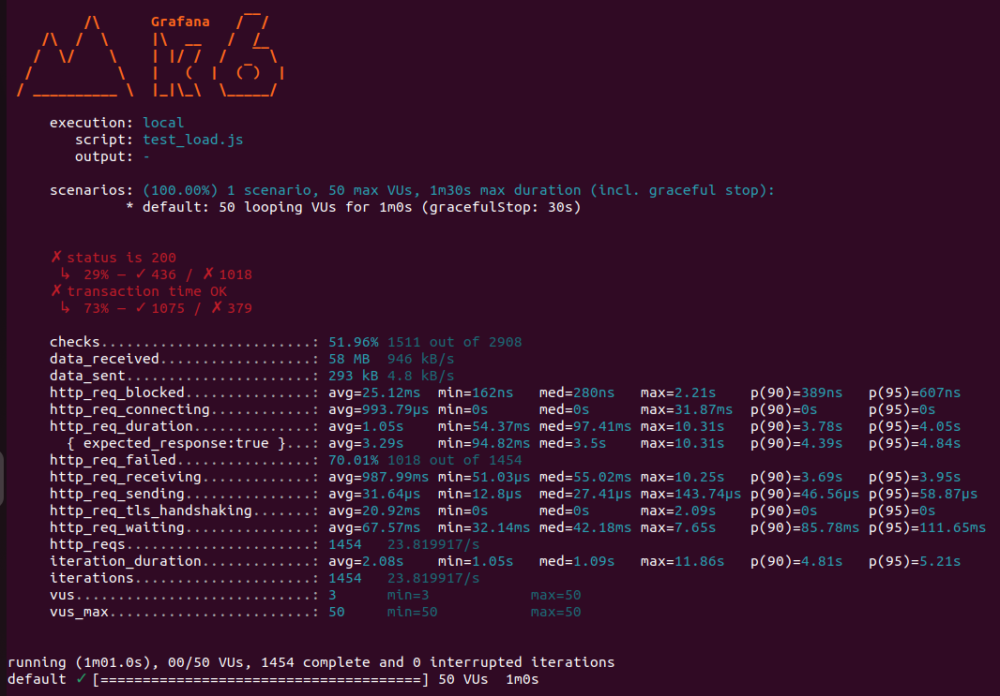 Grafana
execution: local
script: test_load.js
output: -
scenarios: (100.00%) 1 scenario, 50 max VUs, 1m30s max duration (incl. graceful stop):
* default: 50 looping VUs for 1m0s (gracefulStop: 30s)
✗ status is 200
↳ 29% — ✓ 436 / ✗ 1018
✗ transaction time OK
↳ 73% — ✓ 1075 / ✗ 379
checks.........................: 51.96% 1511 out of 2908
data_received..................: 58 MB 946 kB/s
data_sent......................: 293 kB 4.8 kB/s
http_req_blocked...............: avg=25.12ms min=162ns med=280ns max=2.21s p(90)=389ns p(95)=607ns
http_req_connecting............: avg=993.79µs min=0s med=0s max=31.87ms p(90)=0s p(95)=0s
http_req_duration..............: avg=1.05s min=54.37ms med=97.41ms max=10.31s p(90)=3.78s p(95)=4.05s
{ expected_response:true }...: avg=3.29s min=94.82ms med=3.5s max=10.31s p(90)=4.39s p(95)=4.84s
http_req_failed................: 70.01% 1018 out of 1454
http_req_receiving.............: avg=987.99ms min=51.03µs med=55.02ms max=10.25s p(90)=3.69s p(95)=3.95s
http_req_sending...............: avg=31.64µs min=12.8µs med=27.41µs max=143.74µs p(90)=46.56µs p(95)=58.87µs
http_req_tls_handshaking.......: avg=20.92ms min=0s med=0s max=2.09s p(90)=0s p(95)=0s
http_req_waiting...............: avg=67.57ms min=32.14ms med=42.18ms max=7.65s p(90)=85.78ms p(95)=111.65ms
http_reqs......................: 1454 23.819917/s
iteration_duration.............: avg=2.08s min=1.05s med=1.09s max=11.86s p(90)=4.81s p(95)=5.21s
iterations.....................: 1454 23.819917/s
vus............................: 3 min=3 max=50
vus_max........................: 50 min=50 max=50
running (1m01.0s), 00/50 VUs, 1454 complete and 0 interrupted iterations
default ✓ [======================================] 50 VUs 1m0s